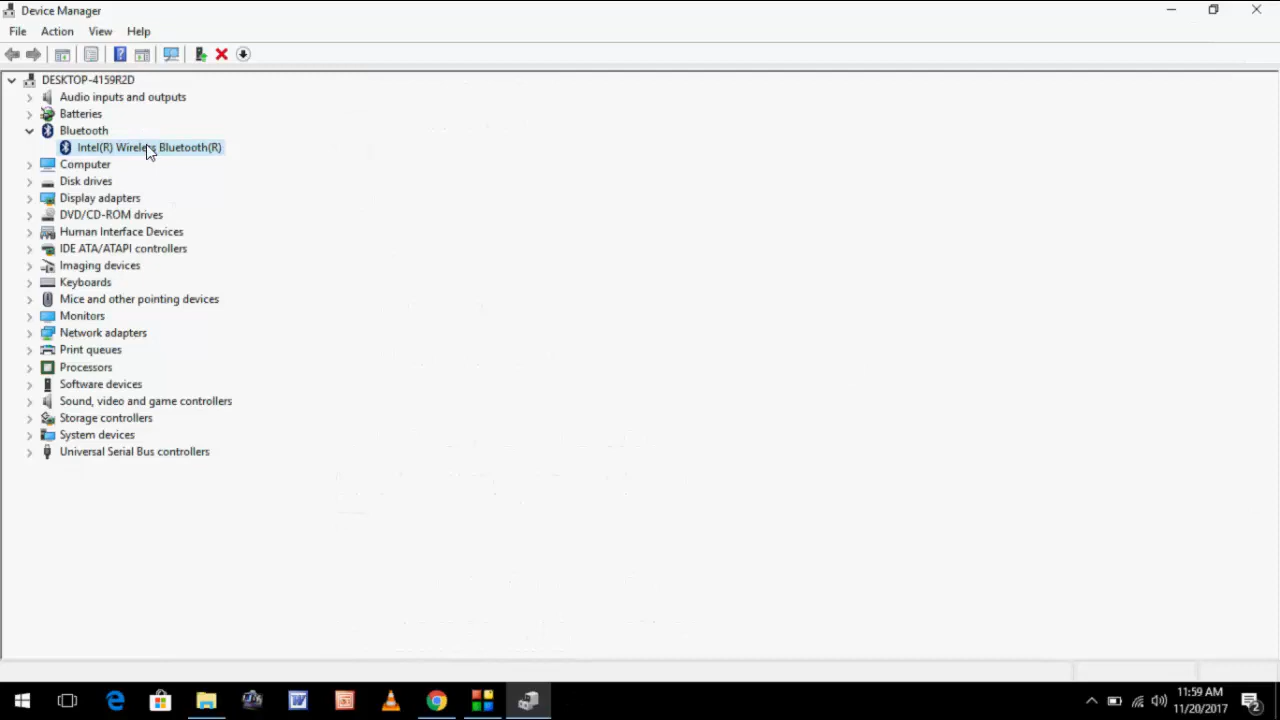 Device Manager
File Action View Help
DESKTOP-4159R2D
Audio inputs and outputs
Batteries
Bluetooth
Intel(R) Wireless Bluetooth(R)
Computer
Disk drives
Display adapters
DVD/CD-ROM drives
Human Interface Devices
IDE ATA/ATAPI controllers
Imaging devices
Keyboards
Mice and other pointing devices
Monitors
Network adapters
Print queues
Processors
Software devices
Sound, video and game controllers
Storage controllers
System devices
Universal Serial Bus controllers
11:59 AM
11/20/2017
2